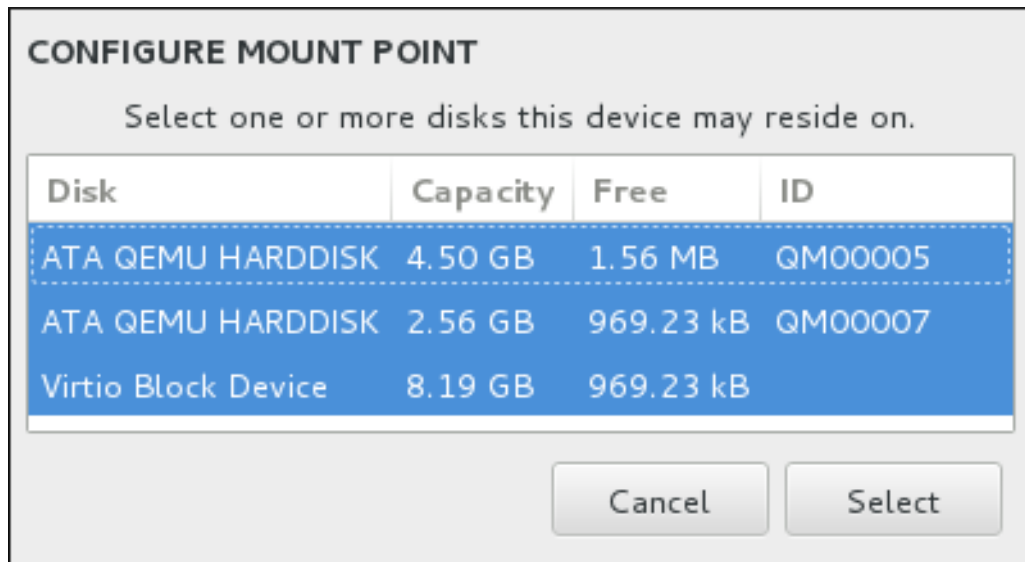 CONFIGURE MOUNT POINT
Select one or more disks this device may reside on.
Disk Capacity Free ID
ATA QEMU HARDDISK 4.50 GB 1.56 MB QM00005
ATA QEMU HARDDISK 2.56 GB 969.23 kB QM00007
Virtio Block Device 8.19 GB 969.23 kB
Cancel Select